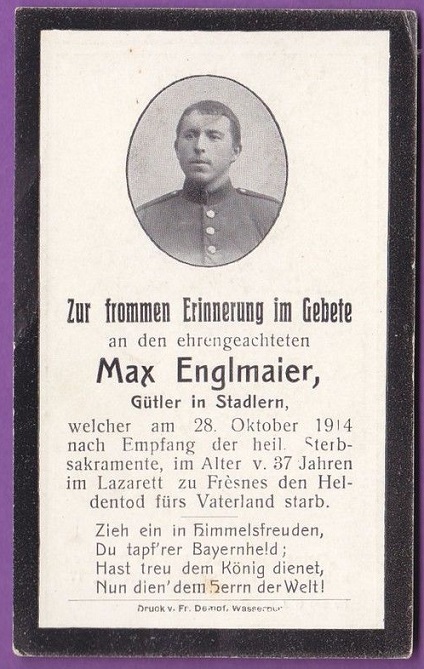 Zur frommen Erinnerung im Gebete
an den ehrengeachteten
Max Englmaier,
Gütler in Stadlern,
welcher am 28. Oktober 1914
nach Empfang der heil. Sterb-
sakramente, im Alter v. 37 Jahren
im Lazarett zu Frèsnes den Hel-
dentod fürs Vaterland starb.
Zieh ein in Himmelsfreuden,
Du tapf'rer Bayernheld;
Hast treu dem König dienet,
Nun dien' dem Herrn der Welt!
Druck v. Fr.